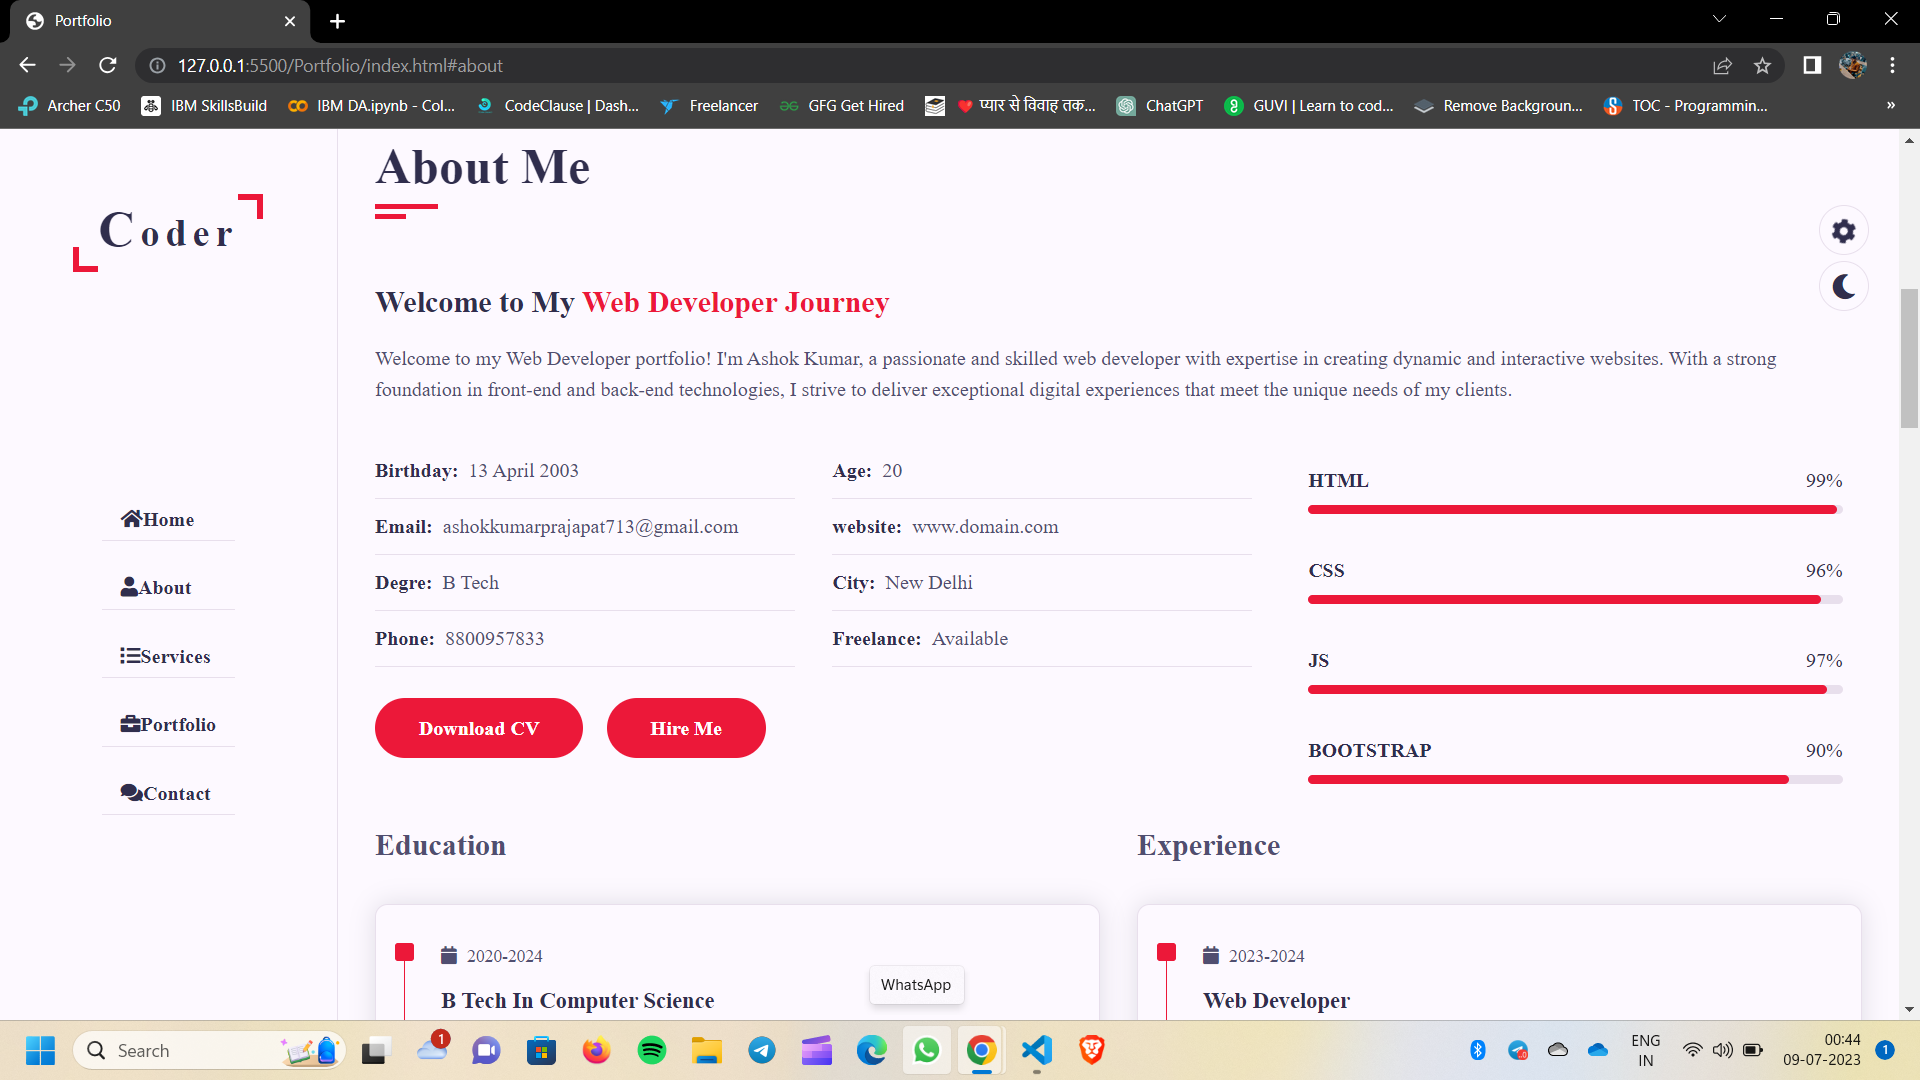 Portfolio
127.0.0.1:5500/Portfolio/index.html#about
Archer C50
IBM SkillsBuild
IBM DA.ipynb - Col...
CodeClause | Dash...
Freelancer
GFG Get Hired
प्यार से विवाह तक...
ChatGPT
GUVI | Learn to cod...
Remove Backgroun...
TOC - Programmin...
»
Coder
Home
About
Services
Portfolio
Contact
About Me
Welcome to My Web Developer Journey
Welcome to my Web Developer portfolio! I'm Ashok Kumar, a passionate and skilled web developer with expertise in creating dynamic and interactive websites. With a strong
foundation in front-end and back-end technologies, I strive to deliver exceptional digital experiences that meet the unique needs of my clients.
Birthday: 13 April 2003
Age: 20
Email: ashokkumarprajapat713@gmail.com
website: www.domain.com
Degre: B Tech
City: New Delhi
Phone: 8800957833
Freelance: Available
Download CV
Hire Me
HTML 99%
CSS 96%
JS 97%
BOOTSTRAP 90%
Education
2020-2024
B Tech In Computer Science
Experience
2023-2024
Web Developer
WhatsApp
Search
1
ENG
IN
00:44
09-07-2023
1